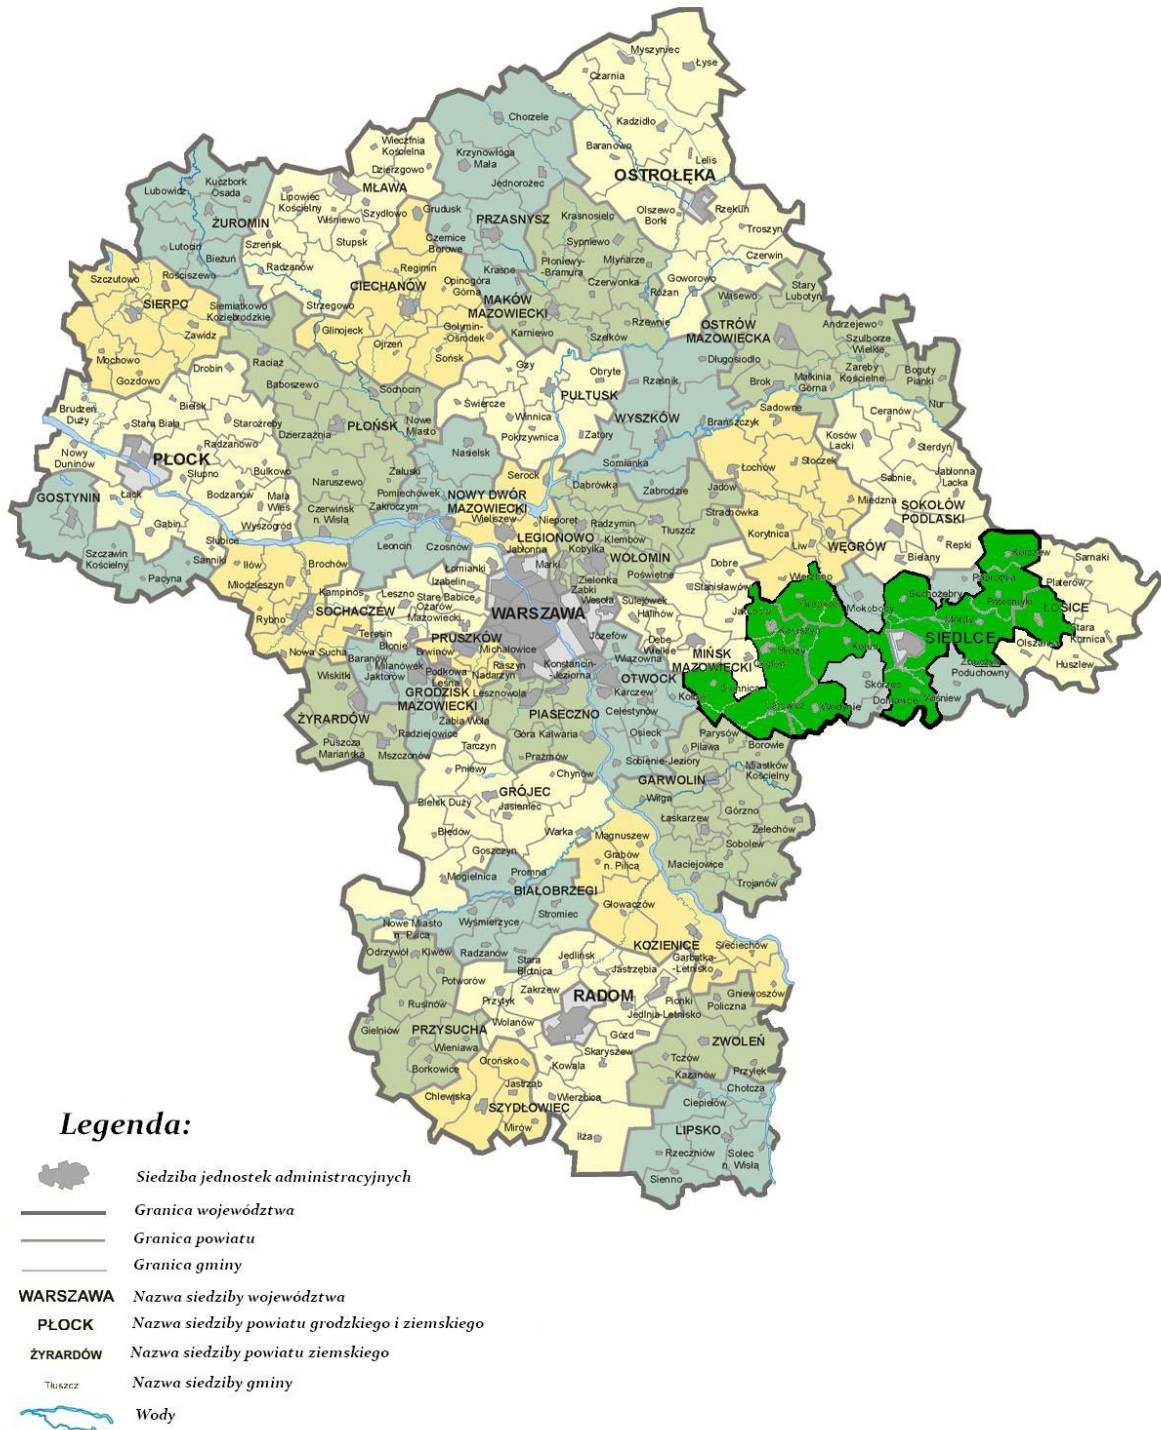 Myszyniec
Łyse
Czarnia
Chorzele
Kadzidło
Baranowo
Wieczfnia
Kościelna
Krzynowłoga
Mała
Lelis
Dzierzgowo
Jednorożec
OSTROŁĘKA
Lubowidz
Kuczbork
Osada
Lipowiec
Kościelny
MŁAWA
Szydłowo
Grudusk
PRZASNYSZ
Krasnosielc
Olszewo
Borki
Rzekuń
Troszyn
ŻUROMIN
Wiśniewo
Stupsk
Czernice
Borowe
Sypniewo
Młynarze
Czerwin
Lutocin
Bieżuń
Szreńsk
Radzanów
Regimin
Krasne
Płoniewy-
-Bramura
Czerwonka
Goworowo
Różan
Stary
Lubotyń
Szczutowo
Rościszewo
CIECHANÓW
Opinogóra
Górna
Wąsewo
SIERPC
Siemiątkowo
Koziebrodzkie
Strzegowo
MAKÓW
MAZOWIECKI
Zawidz
Glinojeck
Ojrzeń
Gołymin-
-Ośrodek
Sońsk
Karniewo
Szelków
Rzewnie
OSTRÓW
MAZOWIECKA
Andrzejewo
Szulborze
Wielkie
Zaręby
Kościelne
Boguty
Pianki
Mochowo
Gozdowo
Drobin
Raciąż
Baboszewo
Sochocin
Gzy
Obryte
Rząśnik
Długosiodło
Brok
Małkinia
Górna
Nur
Brudzeń
Duży
Bielsk
Stara Biała
Staroźreby
Dzierzążnia
PŁOŃSK
Nowe
Miasto
Świercze
Winnica
Pokrzywnica
PUŁTUSK
Zatory
WYSZKÓW
Brańszczyk
Sadowne
Ceranów
Kosów
Lacki
Sterdyń
Nowy
Duninów
PŁOCK
Radzanowo
Słupno
Bulkowo
Naruszewo
Załuski
Nasielsk
Serock
Somianka
Łochów
Stoczek
Sabnie
Jabłonna
Lacka
GOSTYNIN
Łąck
Bodzanów
Mała
Wieś
Czerwińsk
n. Wisłą
Pomiechówek
Zakroczym
NOWY DWÓR
MAZOWIECKI
Wieliszew
Dąbrówka
Zabrodzie
Jadów
Strachówka
Miedzna
SOKOŁÓW
PODLASKI
Gabin
Wyszogród
Słubice
Nieporęt
Radzymin
Klembów
Tłuszcz
Korytnica
Liw
WĘGRÓW
Bielany
Repki
Szczawin
Kościelny
Sanniki
Pacyna
Iłów
Młodzieszyn
Brochów
Leoncin
Czosnów
LEGIONOWO
Jabłonna
Kobyłka
WOŁOMIN
Łomianki
Marki
Zielonka
Ząbki
Poświętne
Dobre
Korczew
Sarnaki
Wierzbno
Paprotnia
Platerów
Rybno
SOCHACZEW
Kampinos
Leszno
Izabelin
Stare Babice
Ożarów
Mazowiecki
WARSZAWA
Wesoła
Sulejówek
Halinów
Stanisławów
Jakubów
Grębków
Mokobody
Suchożebry
Przesmyki
ŁOSICE
Teresin
Błonie
PRUSZKÓW
Brwinów
Michałowice
Raszyn
Józefów
Wiązowna
Dębe
Wielkie
MIŃSK
MAZOWIECKI
Kałuszyn
Mrozy
Kotuń
SIEDLCE
Mordy
Stara
Kornica
Olszanka
Huszlew
Nowa Sucha
Baranów
Jaktorów
Milanówek
Podkowa
Leśna
Nadarzyn
Konstancin-
-Jeziorna
OTWOCK
Karczew
Cegłów
Siennica
Kołbiel
Skórzec
Zbuczyn
Poduchowny
Wiskitki
GRODZISK
MAZOWIECKI
Lesznowola
PIASECZNO
Celestynów
Latowicz
Wodynie
Domanice
Wiśniew
ŻYRARDÓW
Żabia Wola
Radziejowice
Góra Kalwaria
Osieck
Parysów
Pilawa
Borowie
Puszcza
Mariańska
Mszczonów
Tarczyn
Prażmów
Sobienie-Jeziory
Miastków
Kościelny
Pniewy
Chynów
GARWOLIN
GRÓJEC
Jasieniec
Wilga
Górzno
Bielsk Duży
Łaskarzew
Żelechów
Błędów
Warka
Magnuszew
Sobolew
Goszczyn
Grabów
n. Pilicą
Maciejowice
Trojanów
Mogielnica
Promna
BIAŁOBRZEGI
Stromiec
Głowaczów
Nowe Miasto
n. Pilicą
Wyśmierzyce
KOZIENICE
Sieciechów
Odrzywół
Klwów
Radzanów
Stara
Błotnica
Jedlińsk
Jastrzębia
Garbatka-
-Letnisko
Potworów
Zakrzew
RADOM
Pionki
Gniewoszów
Policzna
Rusinów
Przytyk
Jedlnia-Letnisko
Gielniów
PRZYSUCHA
Wieniawa
Wolanów
Gózd
ZWOLEŃ
Borkowice
Orońsko
Kowala
Skaryszew
Tczów
Kazanów
Przyłęk
Chlewiska
Jastrząb
SZYDŁOWIEC
Wierzbica
Ciepielów
Chotcza
Mirów
Iłża
LIPSKO
Rzeczniów
Solec
n. Wisłą
Sienno
Legenda:
Siedziba jednostek administracyjnych
Granica województwa
Granica powiatu
Granica gminy
WARSZAWA Nazwa siedziby województwa
PŁOCK Nazwa siedziby powiatu grodzkiego i ziemskiego
ŻYRARDÓW Nazwa siedziby powiatu ziemskiego
Tłuszcz Nazwa siedziby gminy
Wody